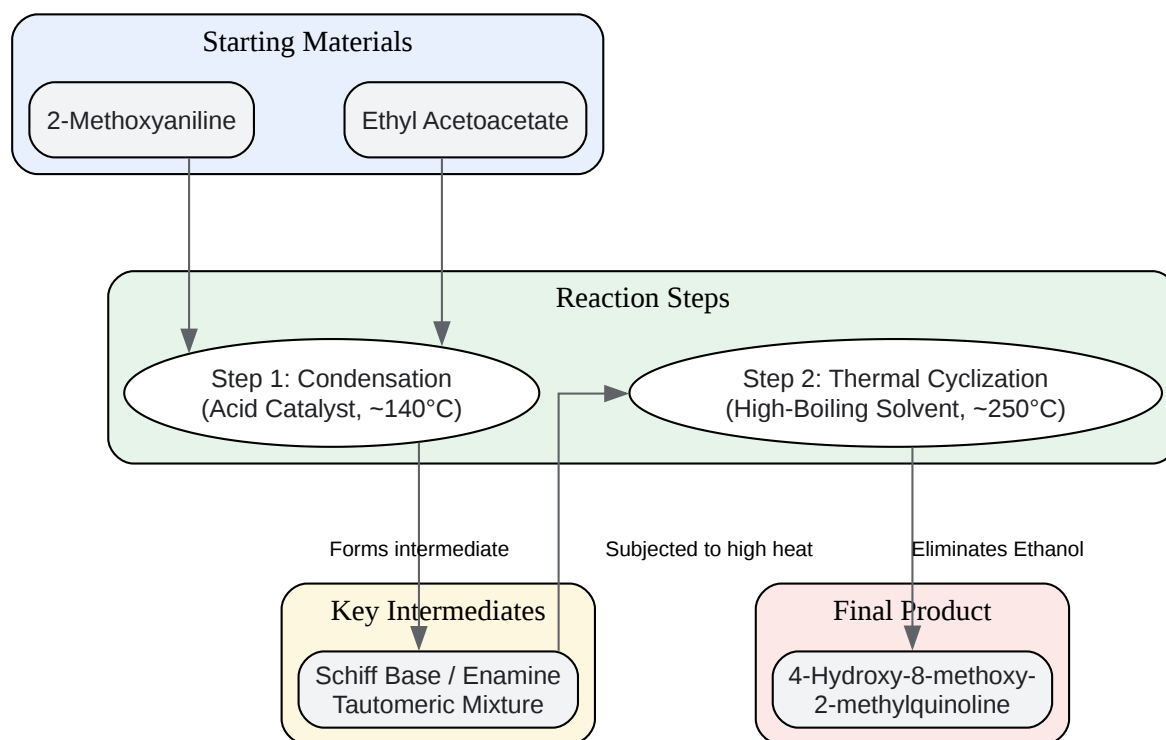 Starting Materials
2-Methoxyaniline
Ethyl Acetoacetate
Reaction Steps
Step 1: Condensation
(Acid Catalyst, ~140°C)
Step 2: Thermal Cyclization
(High-Boiling Solvent, ~250°C)
Forms intermediate
Subjected to high heat
Eliminates Ethanol
Key Intermediates
Schiff Base / Enamine
Tautomeric Mixture
Final Product
4-Hydroxy-8-methoxy-
2-methylquinoline